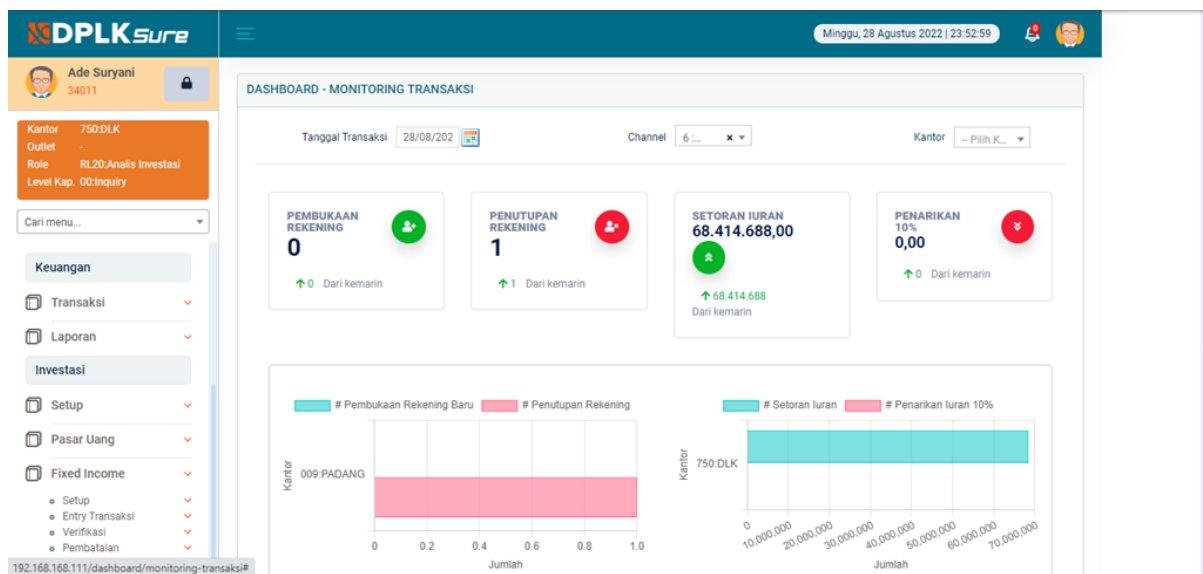 DPLKSure
Minggu, 28 Agustus 2022 | 23:52:59
0
Ade Suryani
34011
Kantor 750:DLK
Outlet -
Role RL20:Analis Investasi
Level Kap. 00:Inquiry
Cari menu...
Keuangan
Transaksi
Laporan
Investasi
Setup
Pasar Uang
Fixed Income
Setup
Entry Transaksi
Verifikasi
Pembatalan
192.168.168.111/dashboard/monitoring-transaksi#
DASHBOARD - MONITORING TRANSAKSI
Tanggal Transaksi 28/08/202
Channel 6 :... ×
Kantor -- Pilih K...
PEMBUKAAN
REKENING
0
0 Dari kemarin
PENUTUPAN
REKENING
1
1 Dari kemarin
SETORAN IURAN
68.414.688,00
68.414.688
Dari kemarin
PENARIKAN
10%
0,00
0 Dari kemarin
# Pembukaan Rekening Baru # Penutupan Rekening
Kantor
009:PADANG
0 0.2 0.4 0.6 0.8 1.0
Jumlah
# Setoran Iuran # Penarikan Iuran 10%
Kantor
750:DLK
0 10,000,000 20,000,000 30,000,000 40,000,000 50,000,000 60,000,000 70,000,000
Jumlah